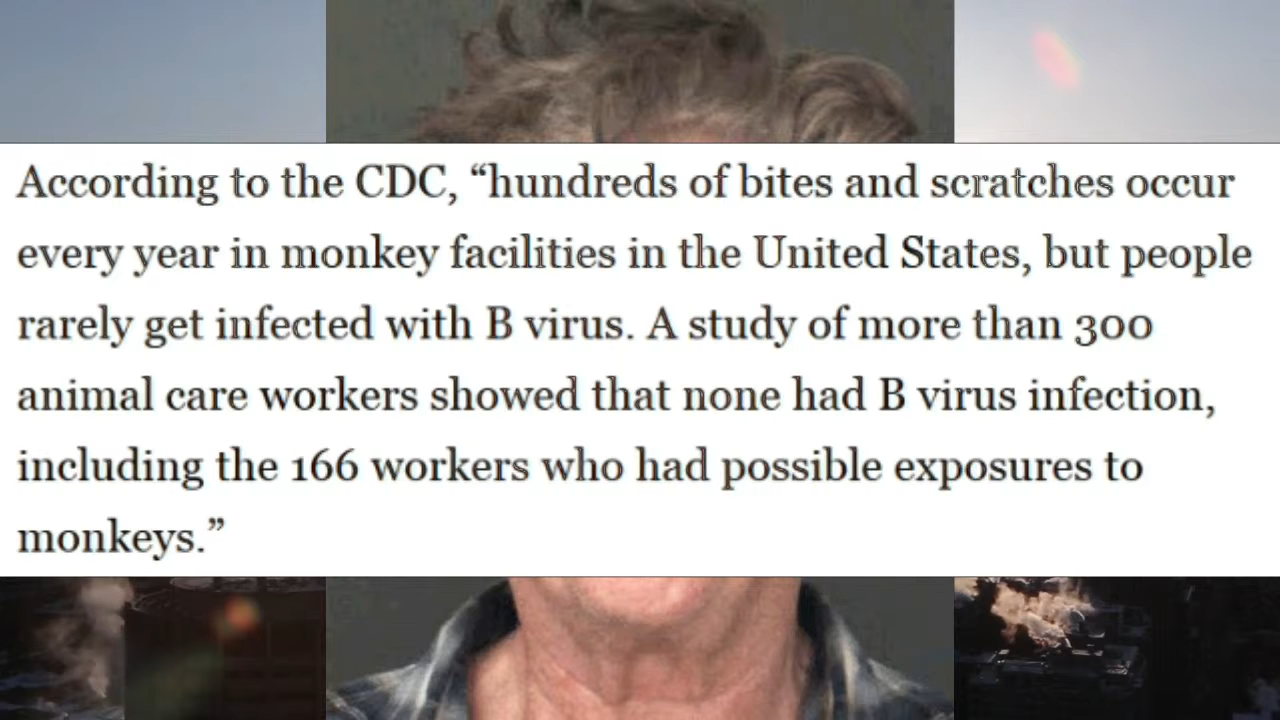 According to the CDC, “hundreds of bites and scratches occur
every year in monkey facilities in the United States, but people
rarely get infected with B virus. A study of more than 300
animal care workers showed that none had B virus infection,
including the 166 workers who had possible exposures to
monkeys.”